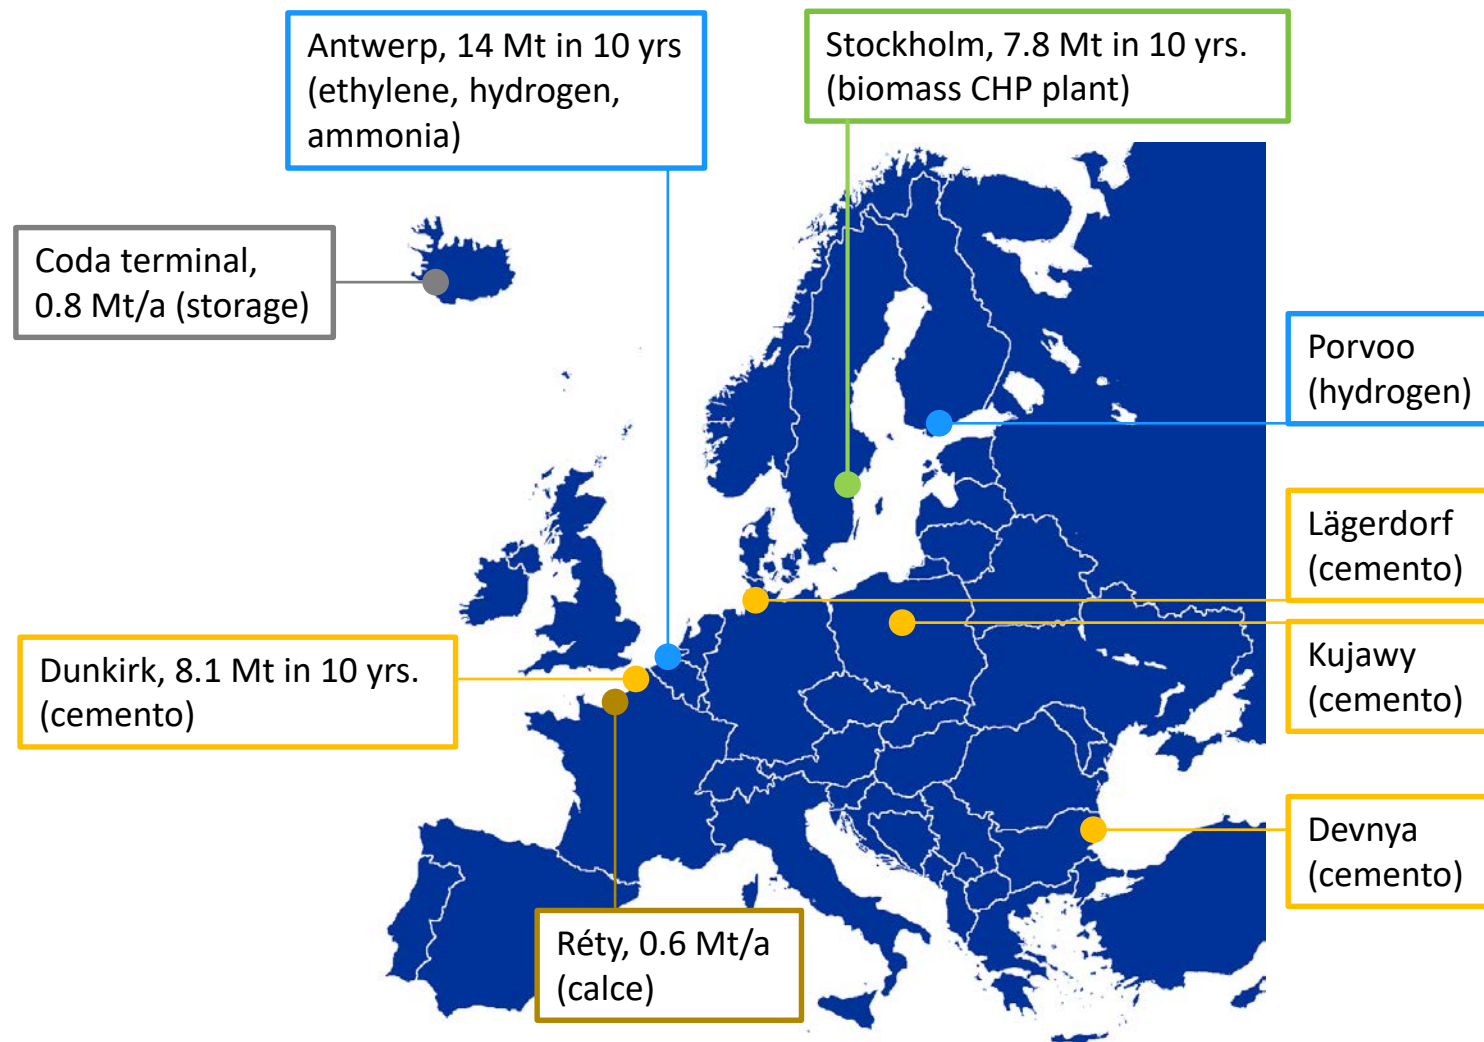 Antwerp, 14 Mt in 10 yrs
(ethylene, hydrogen,
ammonia)
Stockholm, 7.8 Mt in 10 yrs.
(biomass CHP plant)
Coda terminal,
0.8 Mt/a (storage)
Porvoo
(hydrogen)
Lägerdorf
(cemento)
Dunkirk, 8.1 Mt in 10 yrs.
(cemento)
Kujawy
(cemento)
Devnya
(cemento)
Réty, 0.6 Mt/a
(calce)